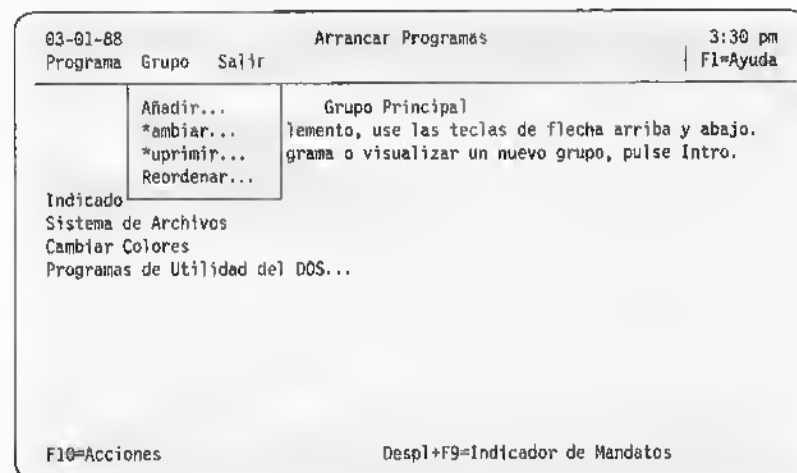 03-01-88 Arrancar Programas 3:30 pm
Programa Grupo Salir F1=Ayuda
Añadir... Grupo Principal
*ambiar... lemento, use las teclas de flecha arriba y abajo.
*uprimir... grama o visualizar un nuevo grupo, pulse Intro.
Reordenar...
Indicado
Sistema de Archivos
Cambiar Colores
Programas de Utilidad del DOS...
F10=Acciones Despl+F9=Indicador de Mandatos